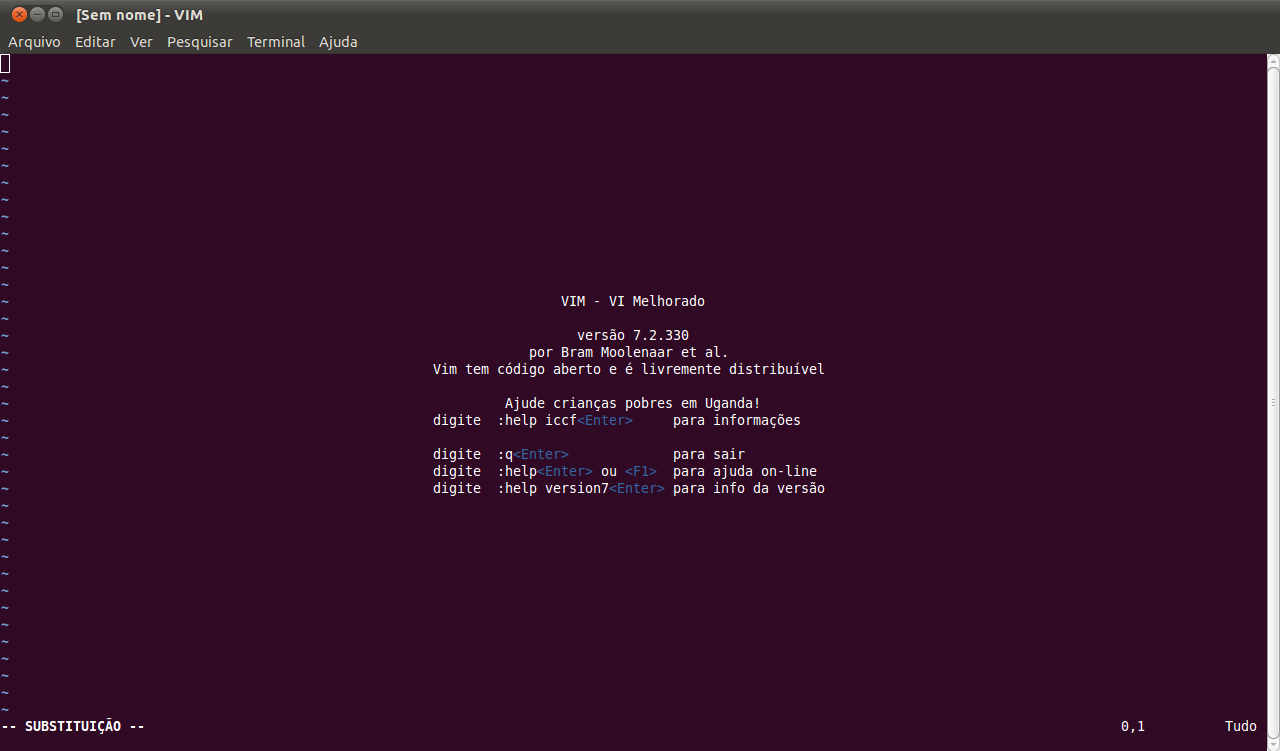 [Sem nome] - VIM
Arquivo Editar Ver Pesquisar Terminal Ajuda
~
~
~
~
~
~
~
~
~
~
~
~
~
~ VIM - VI Melhorado
~
~ versão 7.2.330
~ por Bram Moolenaar et al.
~ Vim tem código aberto e é livremente distribuível
~
~ Ajude crianças pobres em Uganda!
~ digite :help iccf<Enter> para informações
~
~ digite :q<Enter> para sair
~ digite :help<Enter> ou <F1> para ajuda on-line
~ digite :help version7<Enter> para info da versão
~
~
~
~
~
~
~
~
~
~
~
~
~
-- SUBSTITUIÇÃO -- 0,1 Tudo